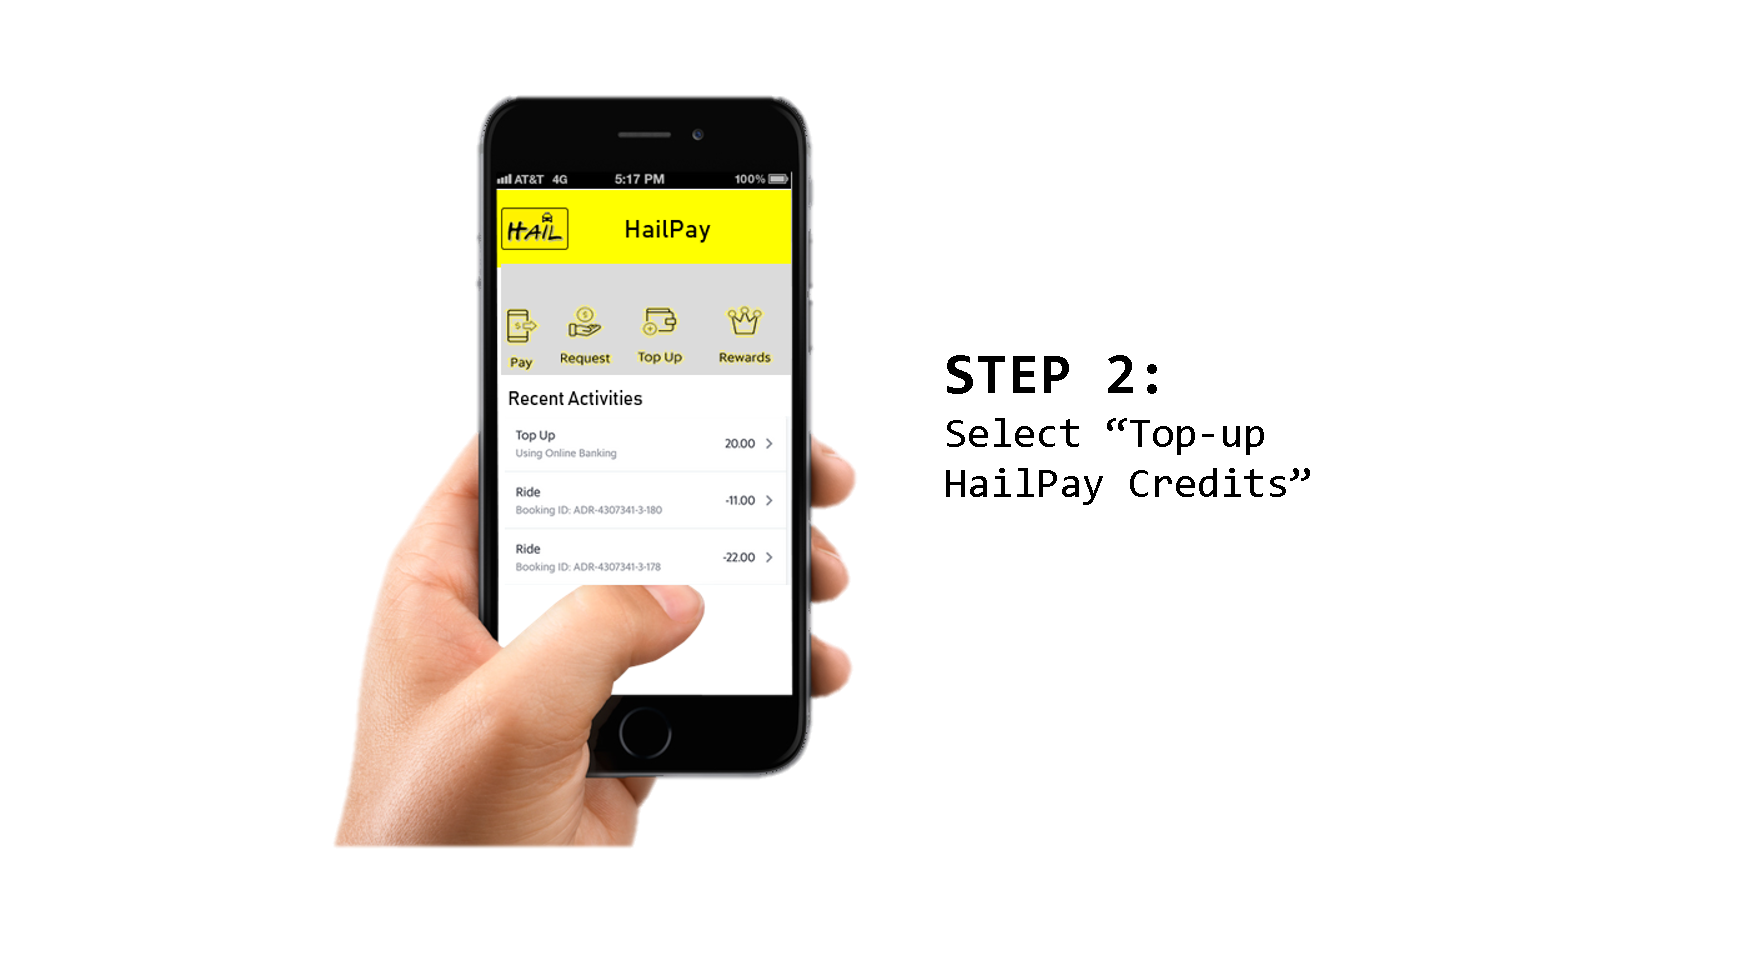 AT&T 4G 5:17 PM 100%
HAIL
HailPay
Pay Request Top Up Rewards
Recent Activities
Top Up 20.00
Using Online Banking
Ride -11.00
Booking ID: ADR-4307341-3-180
Ride -22.00
Booking ID: ADR-4307341-3-178
STEP 2:
Select “Top-up
HailPay Credits”